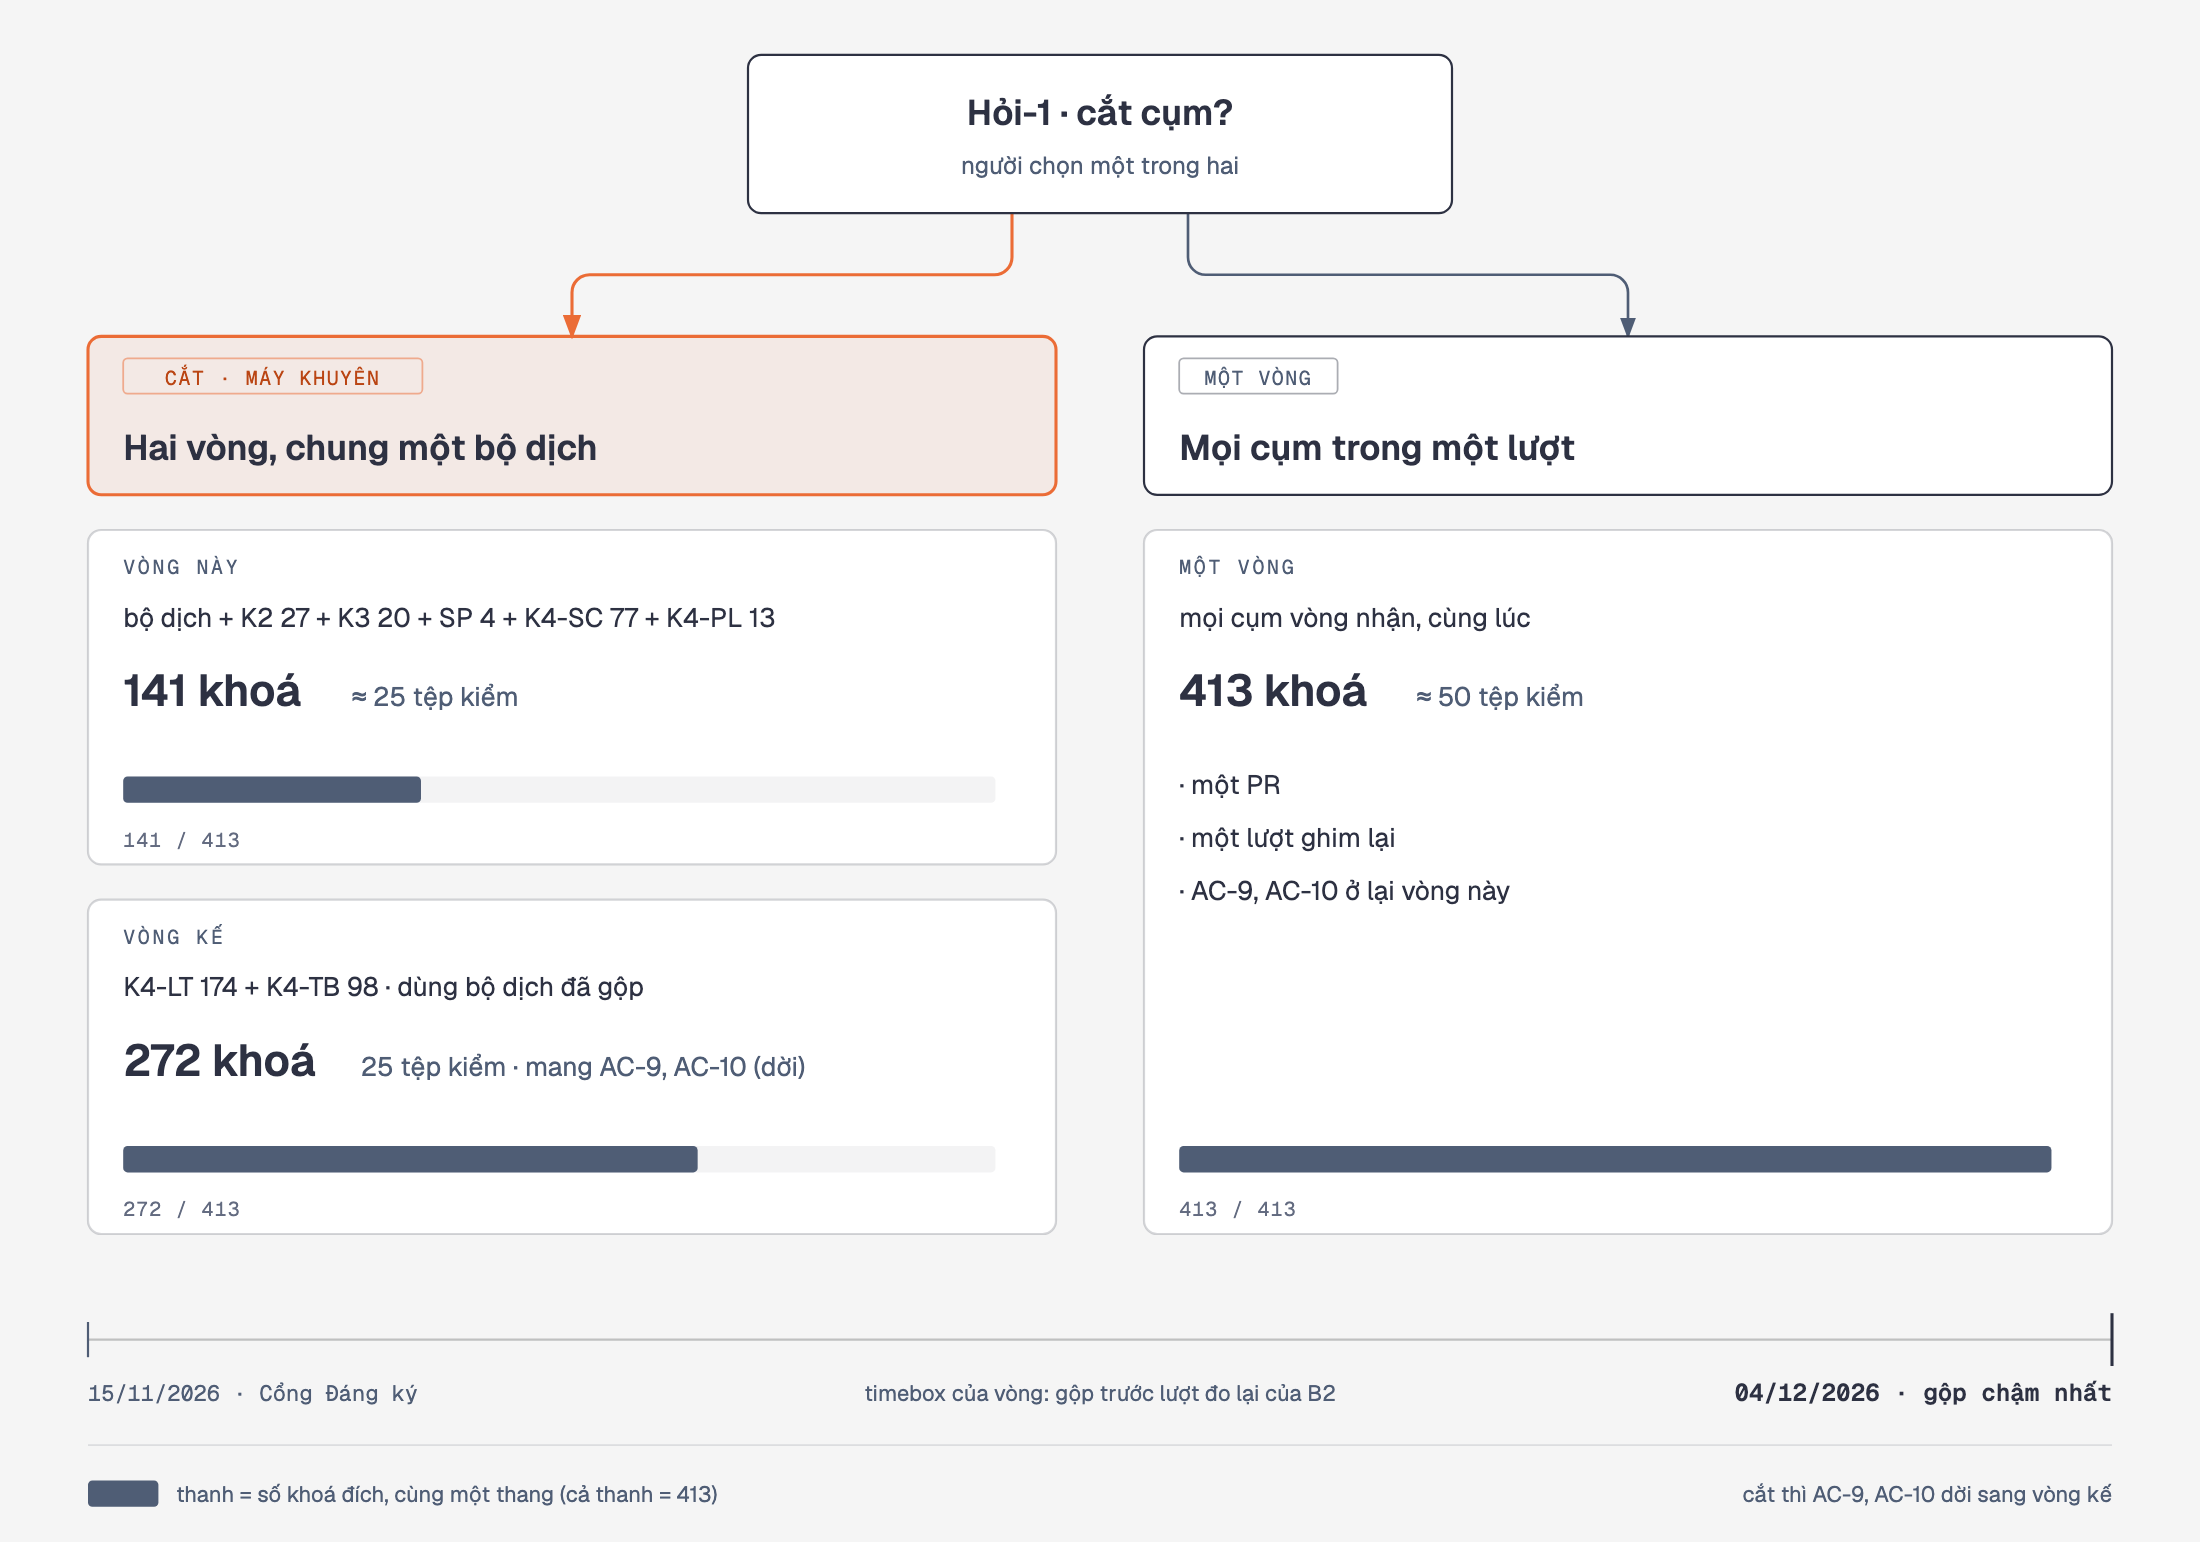 Hỏi-1 · cắt cụm?
người chọn một trong hai
CẮT · MÁY KHUYÊN
Hai vòng, chung một bộ dịch
VÒNG NÀY
bộ dịch + K2 27 + K3 20 + SP 4 + K4-SC 77 + K4-PL 13
141 khoá ≈ 25 tệp kiểm
141 / 413
VÒNG KẾ
K4-LT 174 + K4-TB 98 · dùng bộ dịch đã gộp
272 khoá 25 tệp kiểm · mang AC-9, AC-10 (dời)
272 / 413
MỘT VÒNG
Mọi cụm trong một lượt
MỘT VÒNG
mọi cụm vòng nhận, cùng lúc
413 khoá ≈ 50 tệp kiểm
· một PR
· một lượt ghim lại
· AC-9, AC-10 ở lại vòng này
413 / 413
15/11/2026 · Cổng Đáng ký
timebox của vòng: gộp trước lượt đo lại của B2
04/12/2026 · gộp chậm nhất
thanh = số khoá đích, cùng một thang (cả thanh = 413)
cắt thì AC-9, AC-10 dời sang vòng kế